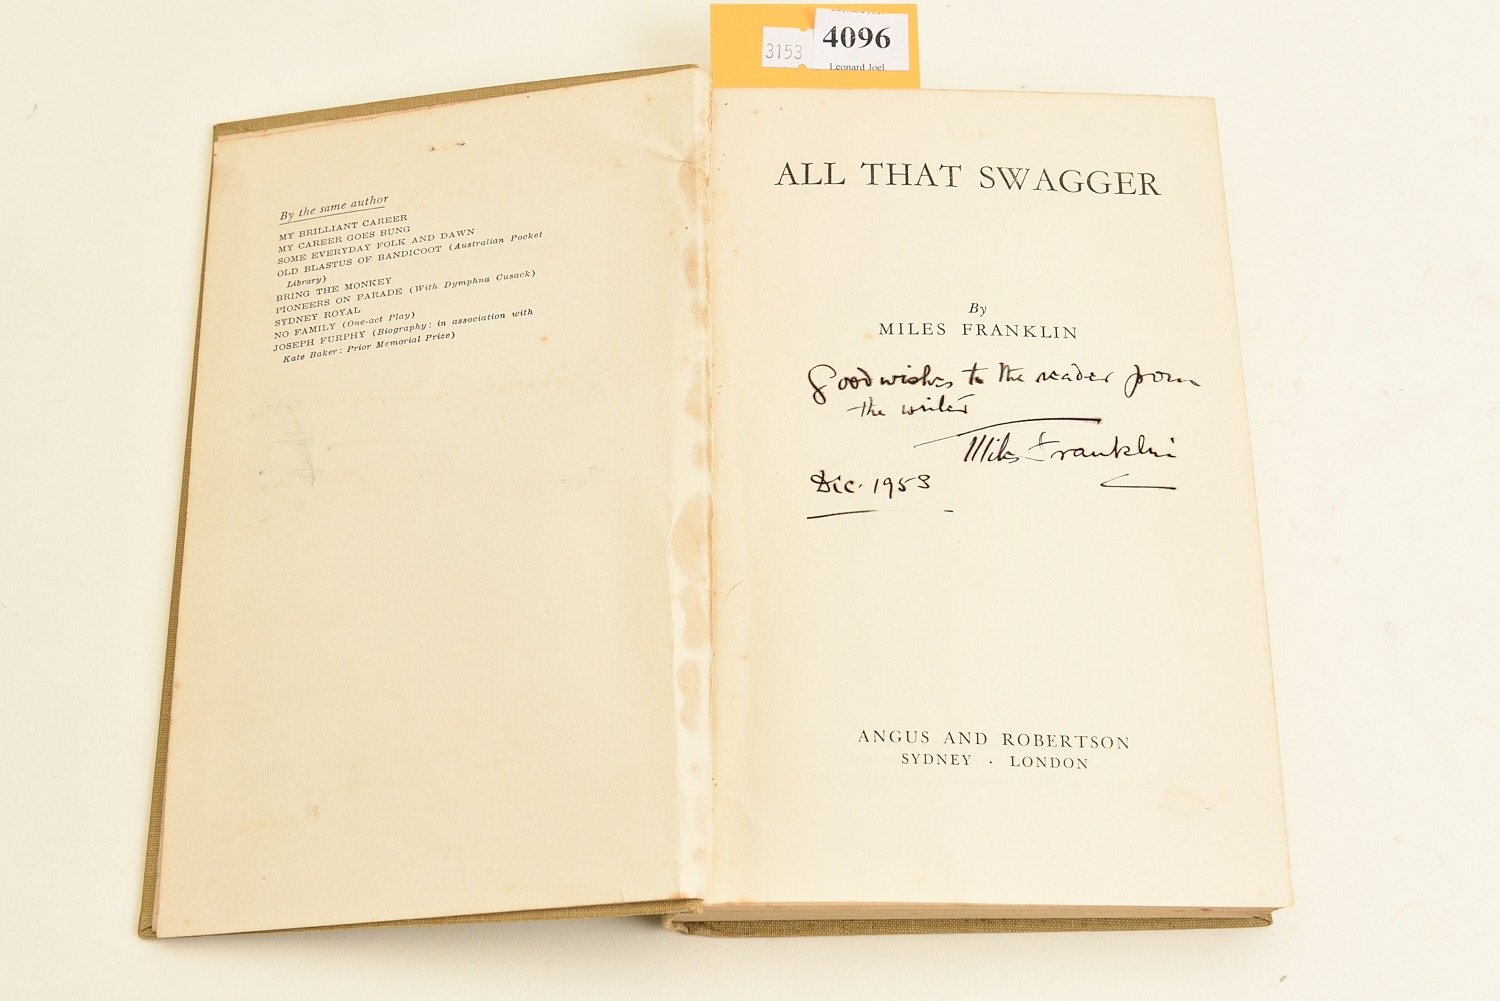 3153
4096
Leonard Joel
By the same author
MY BRILLIANT CAREER
MY CAREER GOES BUNG
SOME EVERYDAY FOLK AND DAWN
OLD BLASTUS OF BANDICOOT (Australian Pocket
Library)
BRING THE MONKEY
PIONEERS ON PARADE (With Dymphna Cusack)
SYDNEY ROYAL
NO FAMILY (One-act Play)
JOSEPH FURPHY (Biography: in association with
Kate Baker: Prior Memorial Prize)
ALL THAT SWAGGER
By
MILES FRANKLIN
Good wishes to the reader from
the writer
Miles Franklin
Dec. 1953
ANGUS AND ROBERTSON
SYDNEY · LONDON